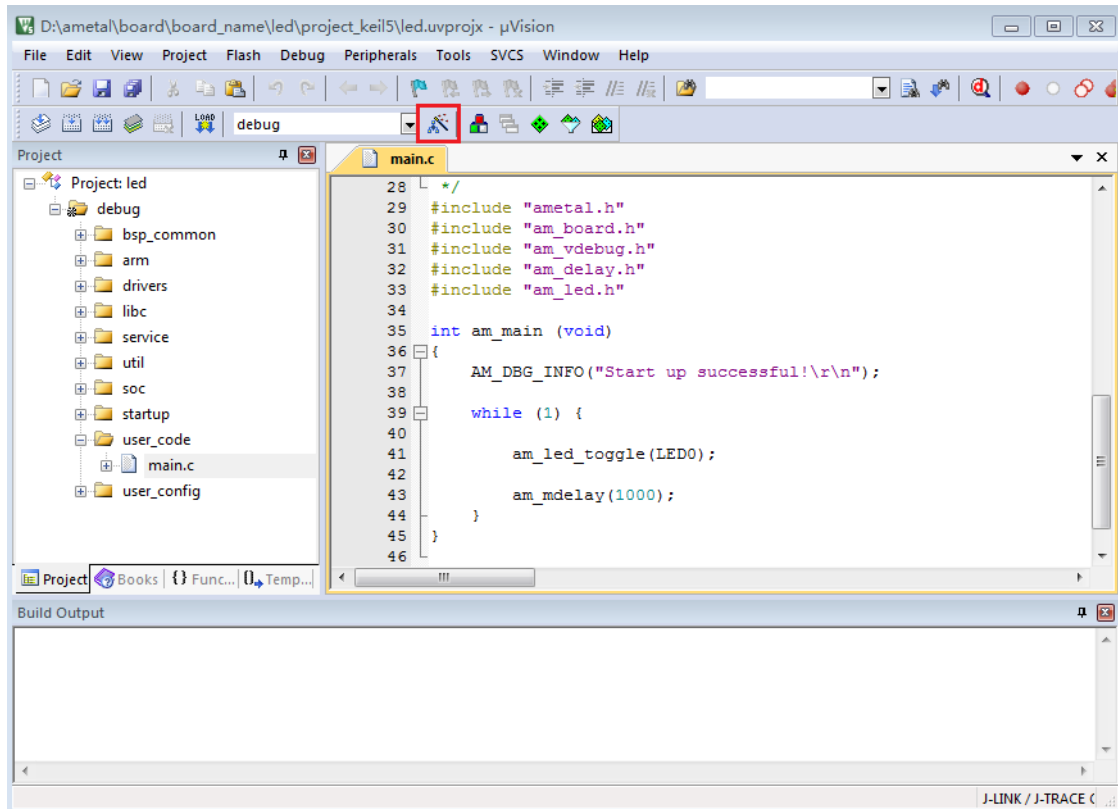 D:\ametal\board\board_name\led\project_keil5\led.uvprojx - µVision
File Edit View Project Flash Debug Peripherals Tools SVCS Window Help
LOAD debug
Project
main.c
Project: led
debug
bsp_common
arm
drivers
libc
service
util
soc
startup
user_code
main.c
user_config
28 */
29 #include "ametal.h"
30 #include "am_board.h"
31 #include "am_vdebug.h"
32 #include "am_delay.h"
33 #include "am_led.h"
34
35 int am_main (void)
36 {
37 AM_DBG_INFO("Start up successful!\r\n");
38
39 while (1) {
40
41 am_led_toggle(LED0);
42
43 am_mdelay(1000);
44 }
45 }
46
Project Books {} Func... 0 Temp...
Build Output
J-LINK / J-TRACE C